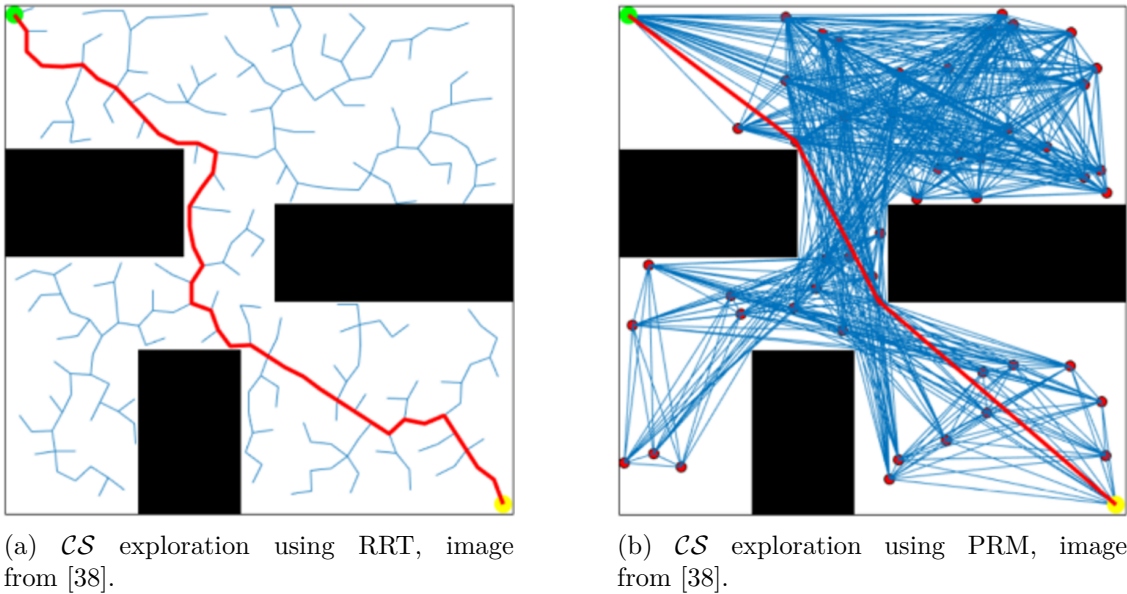 (a) 𝒞𝒮 exploration using RRT, image
from [38].
(b) 𝒞𝒮 exploration using PRM, image
from [38].